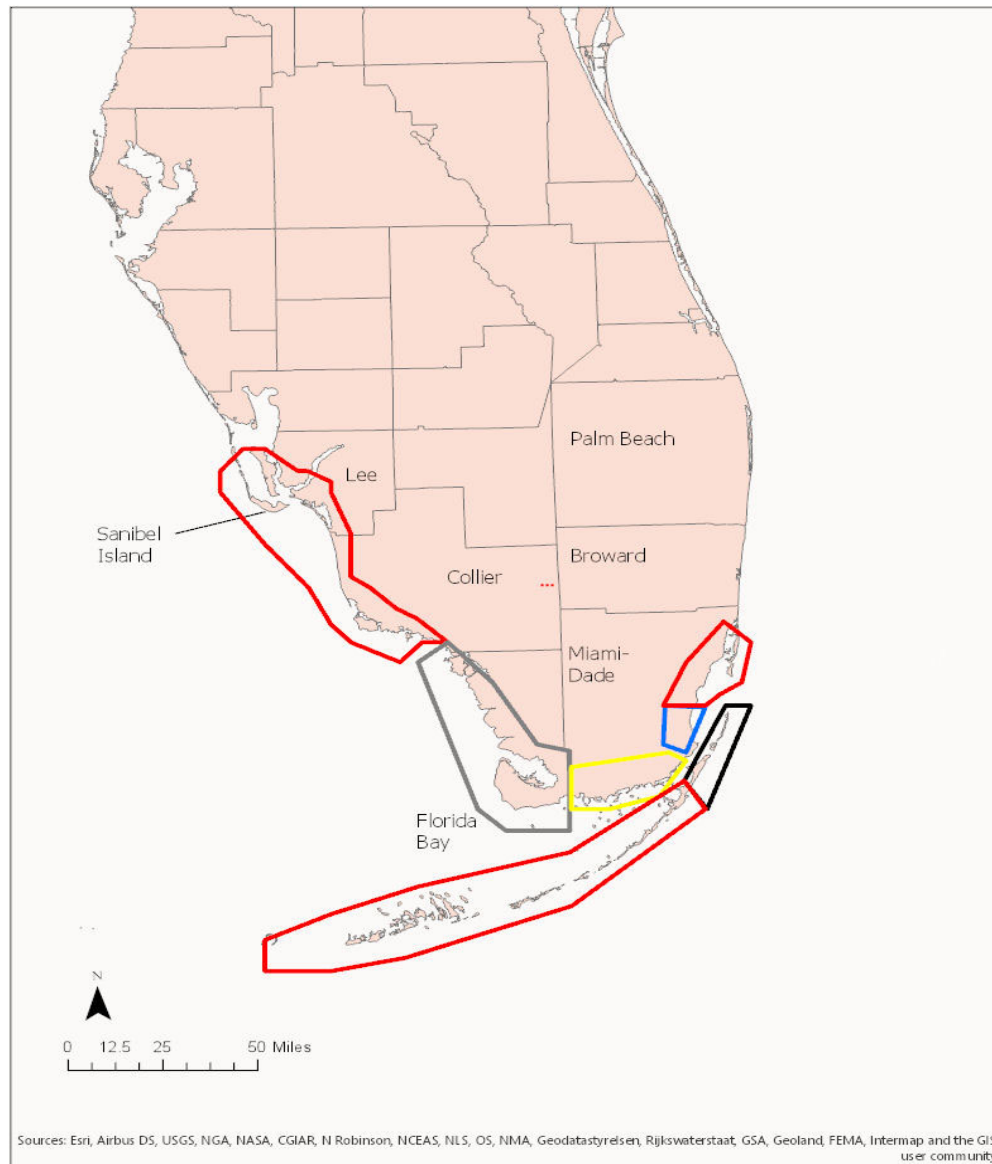 Palm Beach
Lee
Sanibel
Island
Collier
Broward
Miami-
Dade
Florida
Bay
N
0 12.5 25 50 Miles
Sources: Esri, Airbus DS, USGS, NGA, NASA, CGIAR, N Robinson, NCEAS, NLS, OS, NMA, Geodatastyrelsen, Rijkswaterstaat, GSA, Geoland, FEMA, Intermap and the GIS
user community